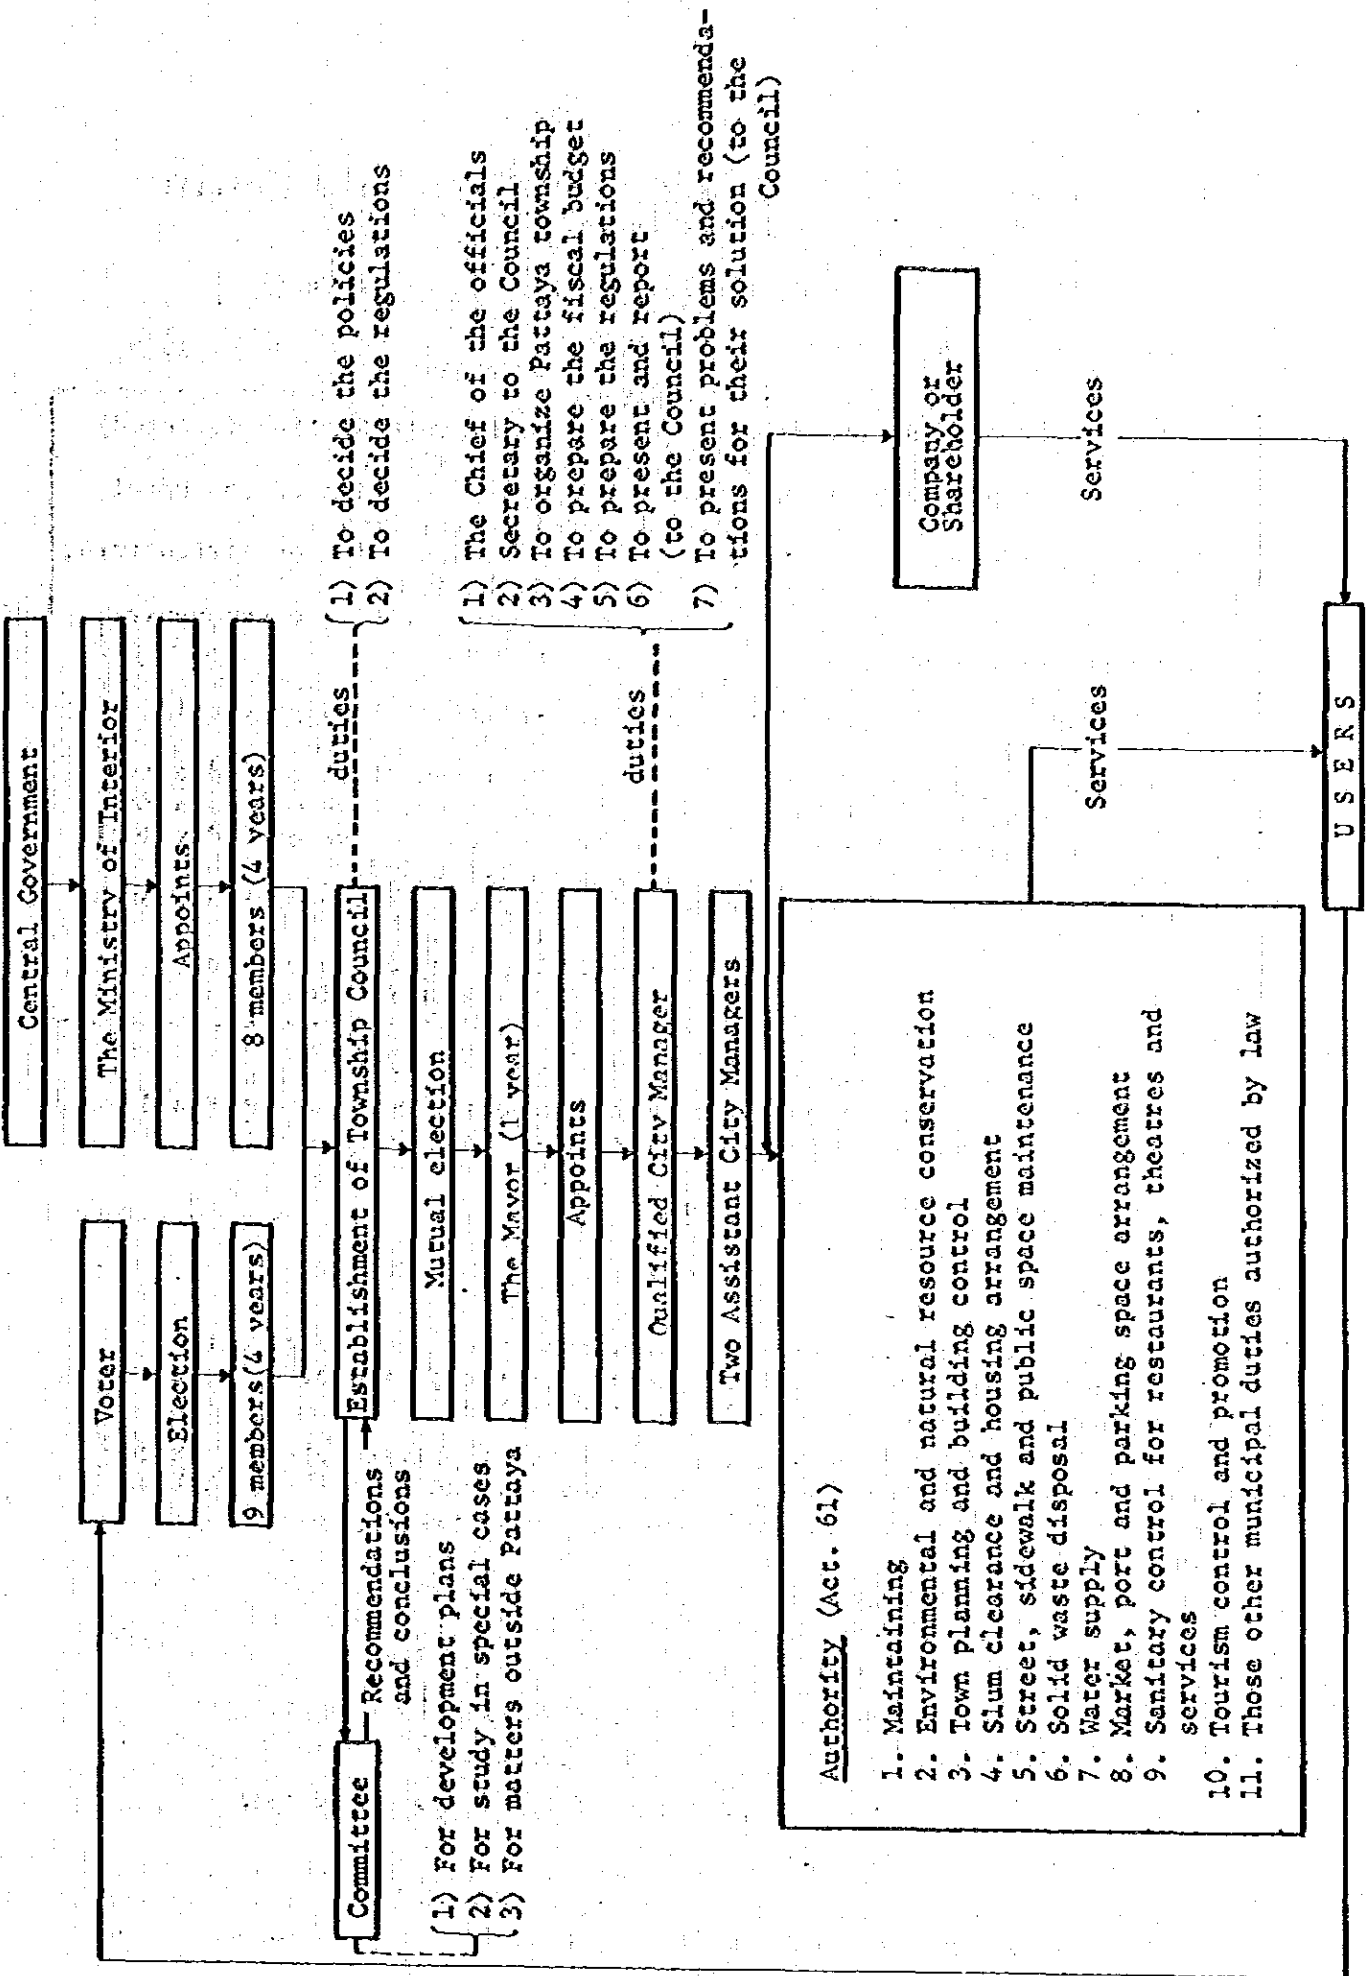 Central Government
The Ministry of Interior
Appoints
8 members (4 years)
Voter
Election
9 members(4 years)
Establishment of Township Council
duties
1) To decide the policies
2) To decide the regulations
Committee
Recommendations
and conclusions
1) For development plans
2) For study in special cases
3) For matters outside Pattaya
Mutual election
The Mayor (1 year)
Appoints
Qualified City Manager
duties
1) The Chief of the officials
2) Secretary to the Council
3) To organize Pattaya township
4) To prepare the fiscal budget
5) To prepare the regulations
6) To present and report
(to the Council)
7) To present problems and recommenda-
tions for their solution (to the
Council)
Two Assistant City Managers
Authority (Act. 61)
1. Maintaining
2. Environmental and natural resource conservation
3. Town planning and building control
4. Slum clearance and housing arrangement
5. Street, sidewalk and public space maintenance
6. Solid waste disposal
7. Water supply
8. Market, port and parking space arrangement
9. Sanitary control for restaurants, theatres and
services
10. Tourism control and promotion
11. Those other municipal duties authorized by law
Services
Company or
Shareholder
Services
USERS